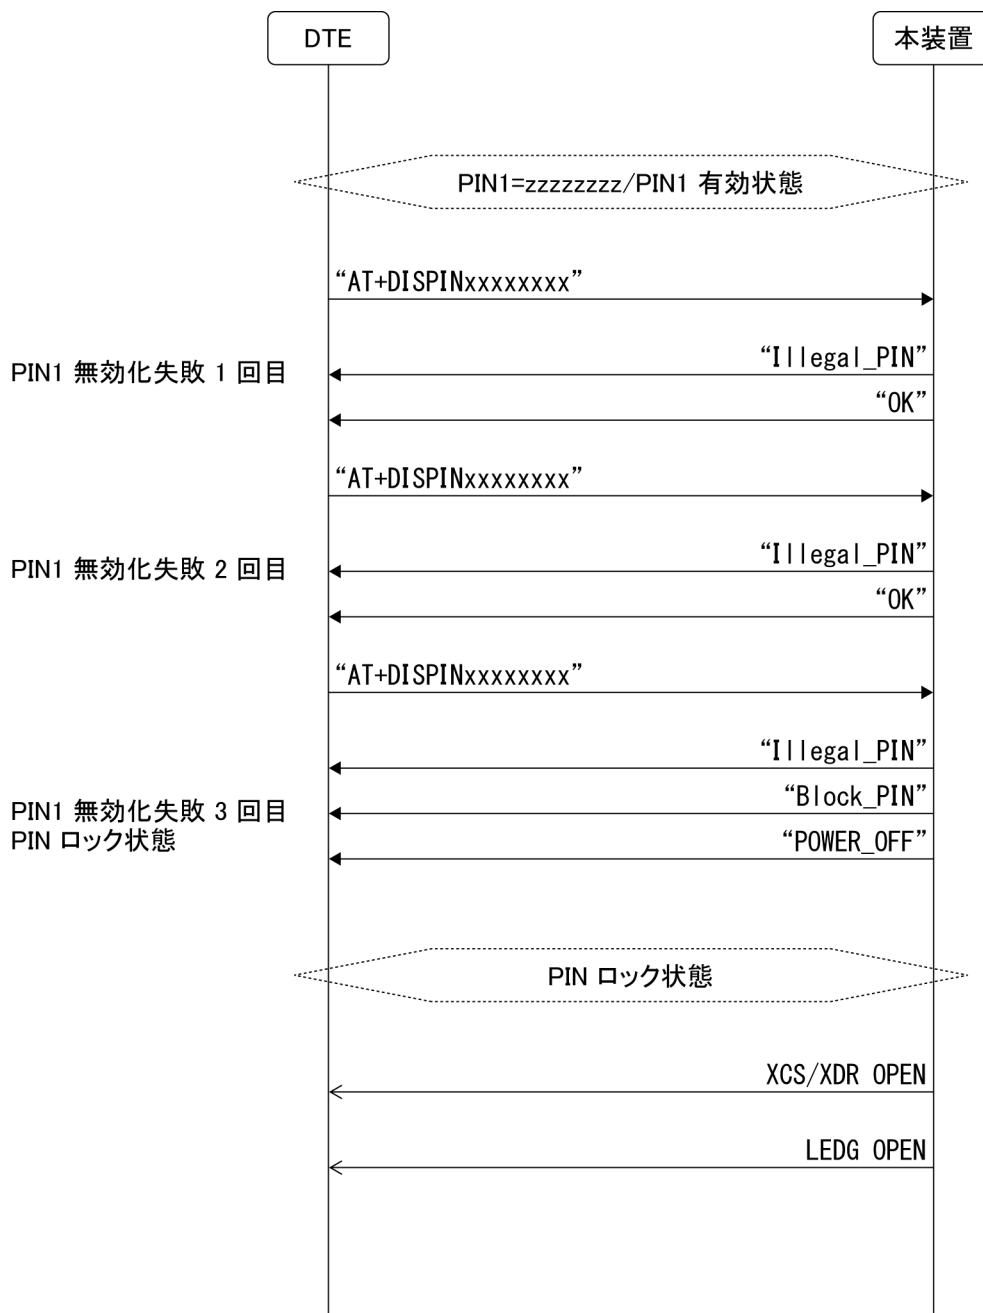 DTE
本装置
PIN1=zzzzzzzz/PIN1 有効状態
“AT+DISPINxxxxxxxx”
“Illegal_PIN”
PIN1 無効化失敗 1 回目
“OK”
“AT+DISPINxxxxxxxx”
“Illegal_PIN”
PIN1 無効化失敗 2 回目
“OK”
“AT+DISPINxxxxxxxx”
“Illegal_PIN”
“Block_PIN”
PIN1 無効化失敗 3 回目
PIN ロック状態
“POWER_OFF”
PIN ロック状態
XCS/XDR OPEN
LEDG OPEN